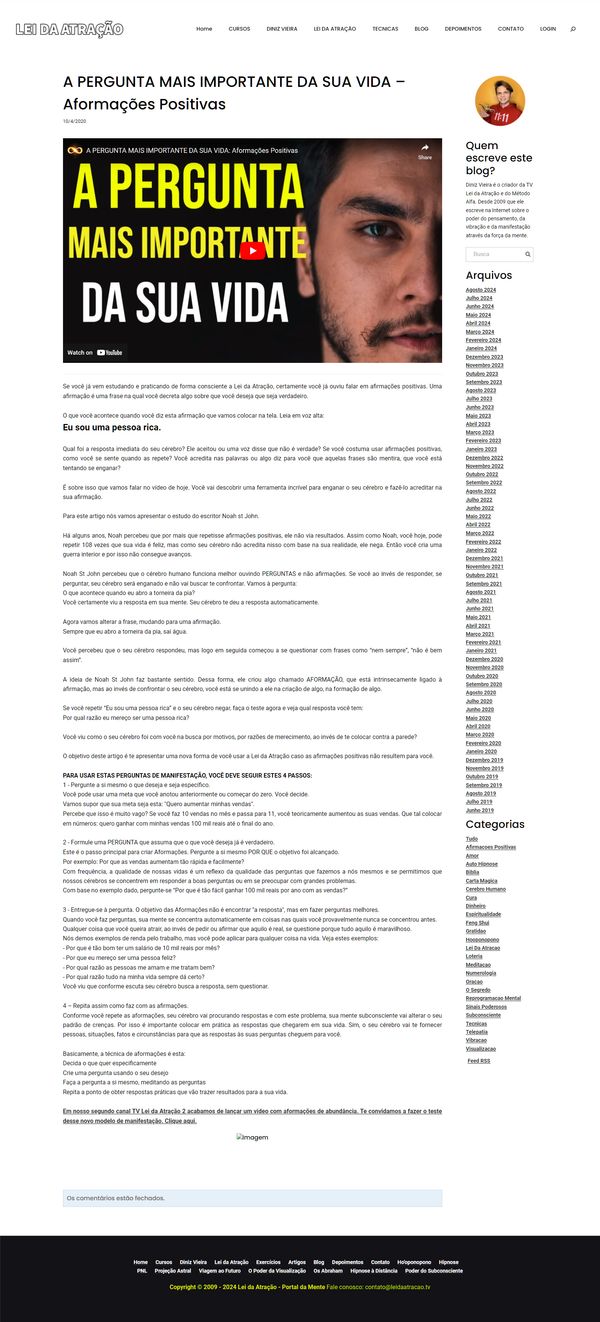 LEI DA ATRAÇÃO
Home
CURSOS
DINIZ VIEIRA
LEI DA ATRAÇÃO
TÉCNICAS
BLOG
DEPOIMENTOS
CONTATO
LOGIN
A PERGUNTA MAIS IMPORTANTE DA SUA VIDA –
Aformações Positivas
10/4/2020
A PERGUNTA MAIS IMPORTANTE DA SUA VIDA: Aformações Positivas
Share
A PERGUNTA
MAIS IMPORTANTE
DA SUA VIDA
Watch on YouTube
Se você já vem estudando e praticando de forma consciente a Lei da Atração, certamente você já ouviu falar em afirmações positivas. Uma
afirmação é uma frase na qual você decreta algo sobre que você deseja que seja verdadeiro.
O que você acontece quando você diz esta afirmação que vamos colocar na tela. Leia em voz alta:
Eu sou uma pessoa rica.
Qual foi a resposta imediata do seu cérebro? Ele aceitou ou uma voz disse que não é verdade? Se você costuma usar afirmações positivas,
como você se sente quando as repete? Você acredita nas palavras ou algo diz para você que aquelas frases são mentira, que você está
tentando se enganar?
É sobre isso que vamos falar no vídeo de hoje. Você vai descobrir uma ferramenta incrível para enganar o seu cérebro e fazê-lo acreditar na
sua afirmação.
Para este artigo nós vamos apresentar o estudo do escritor Noah st John.
Há alguns anos, Noah percebeu que por mais que repetisse afirmações positivas, ele não via resultados. Assim como Noah, você hoje, pode
repetir 108 vezes que sua vida é feliz, mas como seu cérebro não acredita nisso com base na sua realidade, ele nega. Então você cria uma
guerra interior e por isso não consegue avanços.
Noah St John percebeu que o cérebro humano funciona melhor ouvindo PERGUNTAS e não afirmações. Se você ao invés de responder, se
perguntar, seu cérebro será enganado e não vai buscar te confrontar. Vamos à pergunta:
O que acontece quando eu abro a torneira da pia?
Você certamente viu a resposta em sua mente. Seu cérebro te deu a resposta automaticamente.
Agora vamos alterar a frase, mudando para uma afirmação.
Sempre que eu abro a torneira da pia, sai água.
Você percebeu que o seu cérebro respondeu, mas logo em seguida começou a se questionar com frases como "nem sempre", "não é bem
assim".
A ideia de Noah St John faz bastante sentido. Dessa forma, ele criou algo chamado AFORMAÇÃO, que está intrinsecamente ligado à
afirmação, mas ao invés de confrontar o seu cérebro, você está se unindo a ele na criação de algo, na formação de algo.
Se você repetir "Eu sou uma pessoa rica" e o seu cérebro negar, faça o teste agora e veja qual resposta você tem:
Por qual razão eu mereço ser uma pessoa rica?
Você viu como o seu cérebro foi com você na busca por motivos, por razões de merecimento, ao invés de te colocar contra a parede?
O objetivo deste artigo é te apresentar uma nova forma de você usar a Lei da Atração caso as afirmações positivas não resultem para você.
PARA USAR ESTAS PERGUNTAS DE MANIFESTAÇÃO, VOCÊ DEVE SEGUIR ESTES 4 PASSOS:
1 - Pergunte a si mesmo o que deseja e seja específico.
Você pode usar uma meta que você anotou anteriormente ou começar do zero. Você decide.
Vamos supor que sua meta seja esta: "Quero aumentar minhas vendas".
Percebe que isso é muito vago? Se você faz 10 vendas no mês e passa para 11, você teoricamente aumentou as suas vendas. Que tal colocar
em números: quero ganhar com minhas vendas 100 mil reais até o final do ano.
2 - Formule uma PERGUNTA que assuma que o que você deseja já é verdadeiro.
Este é o passo principal para criar Aformações. Pergunte a si mesmo POR QUE o objetivo foi alcançado.
Por exemplo: Por que as vendas aumentam tão rápida e facilmente?
Com frequência, a qualidade de nossas vidas é um reflexo da qualidade das perguntas que fazemos a nós mesmos e se permitimos que
nossos cérebros se concentrem em responder a boas perguntas ou em se preocupar com grandes problemas.
Com base no exemplo dado, pergunte-se "Por que é tão fácil ganhar 100 mil reais por ano com as vendas?"
3 - Entregue-se à pergunta. O objetivo das Aformações não é encontrar "a resposta", mas em fazer perguntas melhores.
Quando você faz perguntas, sua mente se concentra automaticamente em coisas nas quais você provavelmente nunca se concentrou antes.
Qualquer coisa que você queira atrair, ao invés de pedir ou afirmar que aquilo é real, se questione porque tudo aquilo é maravilhoso.
Nós demos exemplos de renda pelo trabalho, mas você pode aplicar para qualquer coisa na vida. Veja estes exemplos:
- Por que é tão bom ter um salário de 10 mil reais por mês?
- Por que eu mereço ser uma pessoa feliz?
- Por qual razão as pessoas me amam e me tratam bem?
- Por qual razão tudo na minha vida sempre dá certo?
Você viu que conforme escuta seu cérebro busca a resposta, sem questionar.
4 – Repita assim como faz com as afirmações.
Conforme você repete as aformações, seu cérebro vai procurando respostas e com este problema, sua mente subconsciente vai alterar o seu
padrão de crenças. Por isso é importante colocar em prática as respostas que chegarem em sua vida. Sim, o seu cérebro vai te fornecer
pessoas, situações, fatos e circunstâncias para que as respostas às suas perguntas cheguem para você.
Basicamente, a técnica de aformações é esta:
Decida o que quer especificamente
Crie uma pergunta usando o seu desejo
Faça a pergunta a si mesmo, meditando as perguntas
Repita a ponto de obter respostas práticas que vão trazer resultados para a sua vida.
Em nosso segundo canal TV Lei da Atração 2 acabamos de lançar um vídeo com aformações de abundância. Te convidamos a fazer o teste
desse novo modelo de manifestação. Clique aqui.
Imagem
Os comentários estão fechados.
11:11
Quem
escreve este
blog?
Diniz Vieira é o criador da TV
Lei da Atração e do Método
Alfa. Desde 2009 que ele
escreve na Internet sobre o
poder do pensamento, da
vibração e da manifestação
através da força da mente.
Busca
Arquivos
Agosto 2024
Julho 2024
Junho 2024
Maio 2024
Abril 2024
Março 2024
Fevereiro 2024
Janeiro 2024
Dezembro 2023
Novembro 2023
Outubro 2023
Setembro 2023
Agosto 2023
Julho 2023
Junho 2023
Maio 2023
Abril 2023
Março 2023
Fevereiro 2023
Janeiro 2023
Dezembro 2022
Novembro 2022
Outubro 2022
Setembro 2022
Agosto 2022
Julho 2022
Junho 2022
Maio 2022
Abril 2022
Março 2022
Fevereiro 2022
Janeiro 2022
Dezembro 2021
Novembro 2021
Outubro 2021
Setembro 2021
Agosto 2021
Julho 2021
Junho 2021
Maio 2021
Abril 2021
Março 2021
Fevereiro 2021
Janeiro 2021
Dezembro 2020
Novembro 2020
Outubro 2020
Setembro 2020
Agosto 2020
Julho 2020
Junho 2020
Maio 2020
Abril 2020
Março 2020
Fevereiro 2020
Janeiro 2020
Dezembro 2019
Novembro 2019
Outubro 2019
Setembro 2019
Agosto 2019
Julho 2019
Junho 2019
Categorias
Tudo
Afirmacoes Positivas
Amor
Auto Hipnose
Biblia
Carta Magica
Cerebro Humano
Cura
Dinheiro
Espiritualidade
Feng Shui
Gratidao
Hooponopono
Lei Da Atracao
Loteria
Meditacao
Numerologia
Oracao
O Segredo
Reprogramacao Mental
Sinais Poderosos
Subconsciente
Tecnicas
Telepatia
Vibracao
Visualizacao
Feed RSS
Home Cursos Diniz Vieira Lei da Atração Exercícios Artigos Blog Depoimentos Contato Ho'oponopono Hipnose
PNL Projeção Astral Viagem ao Futuro O Poder da Visualização Os Abraham Hipnose à Distância Poder do Subconsciente
Copyright © 2009 - 2024 Lei da Atração - Portal da Mente Fale conosco: contato@leidaatracao.tv